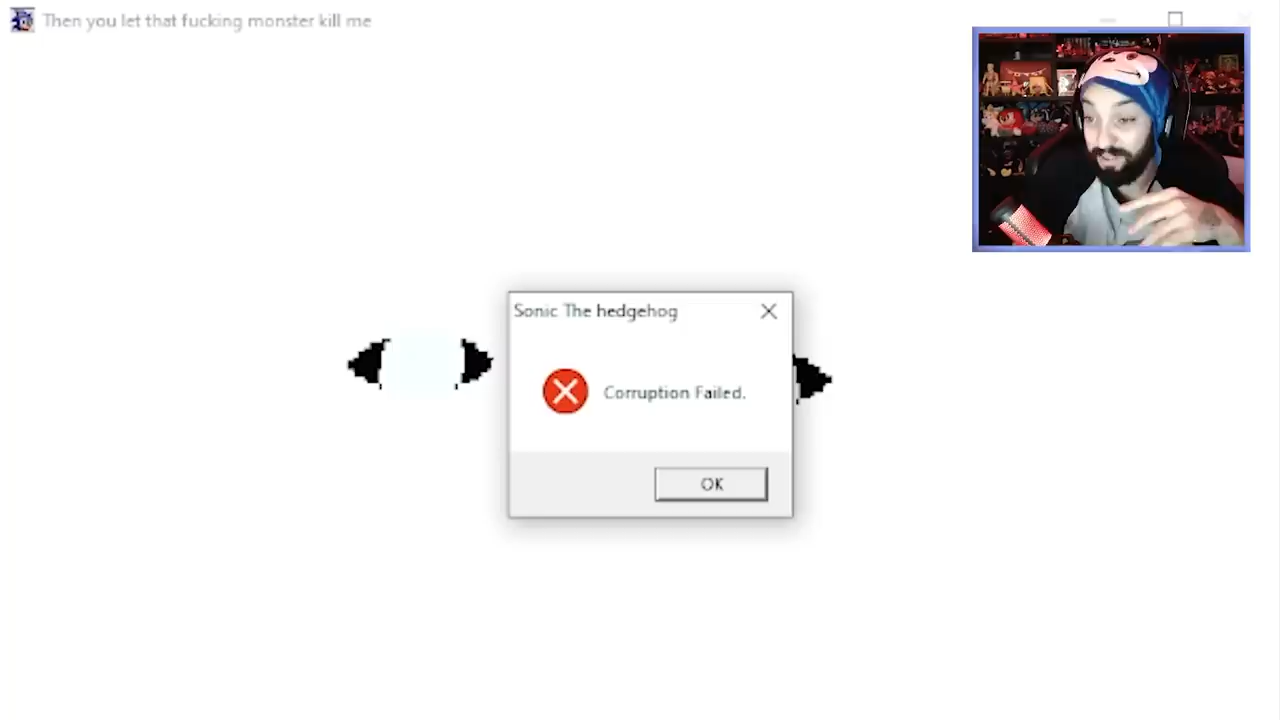 Then you let that fucking monster kill me
Sonic The hedgehog
Corruption Failed.
OK